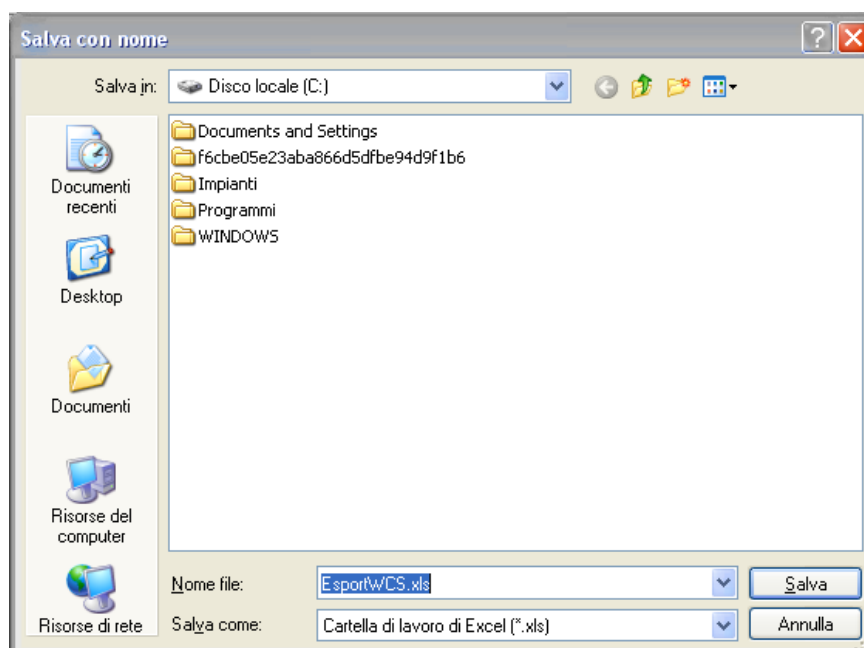 Salva con nome
Salva in:
Disco locale (C:)
Documents and Settings
f6cbe05e23aba866d5dfbe94d9f1b6
Impianti
Programmi
WINDOWS
Documenti
recenti
Desktop
Documenti
Risorse del
computer
Risorse di rete
Nome file:
EsportWCS.xls
Salva
Salva come:
Cartella di lavoro di Excel (*.xls)
Annulla